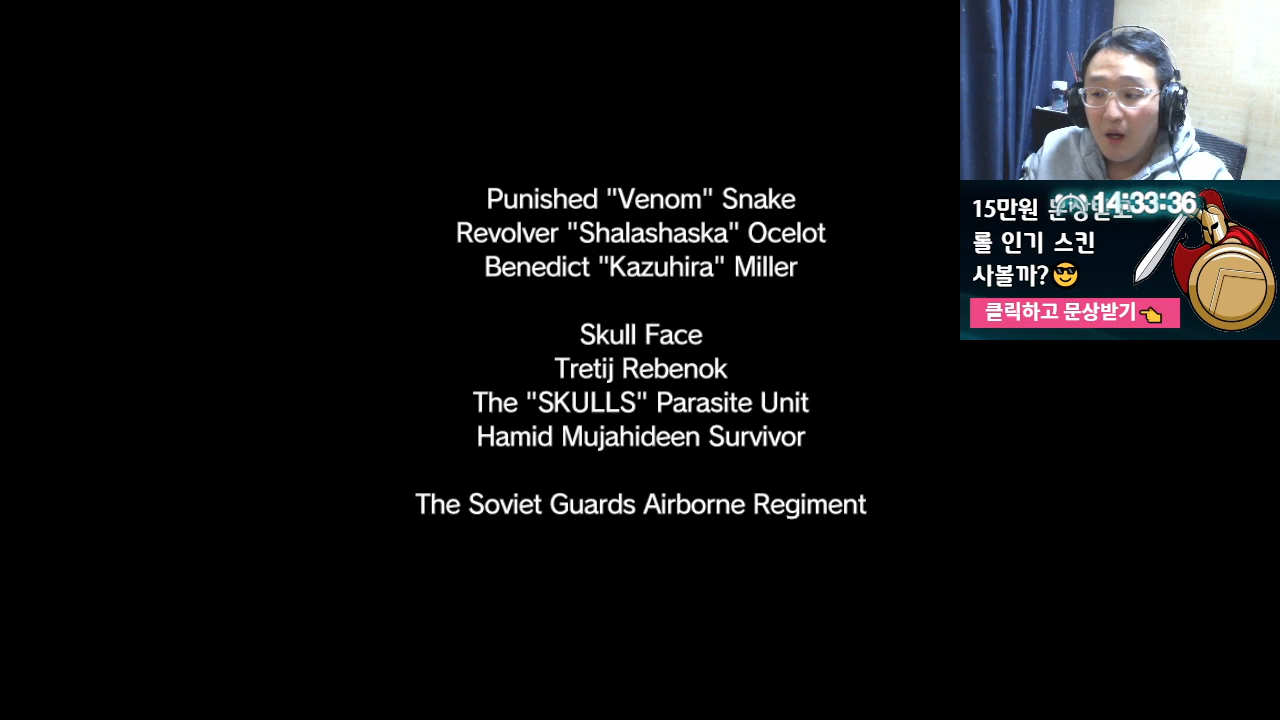 Punished "Venom" Snake
Revolver "Shalashaska" Ocelot
Benedict "Kazuhira" Miller
Skull Face
Tretij Rebenok
The "SKULLS" Parasite Unit
Hamid Mujahideen Survivor
The Soviet Guards Airborne Regiment
14:33:36
15만원
롤 인기 스킨
사볼까?😎
클릭하고 문상받기👈